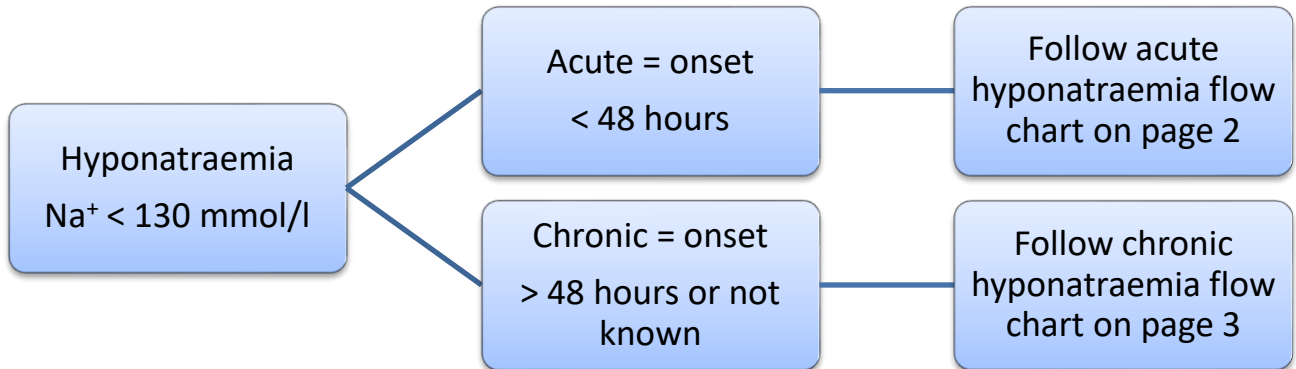 Hyponatraemia
Na⁺ < 130 mmol/l
Acute = onset
< 48 hours
Follow acute
hyponatraemia flow
chart on page 2
Chronic = onset
> 48 hours or not
known
Follow chronic
hyponatraemia flow
chart on page 3